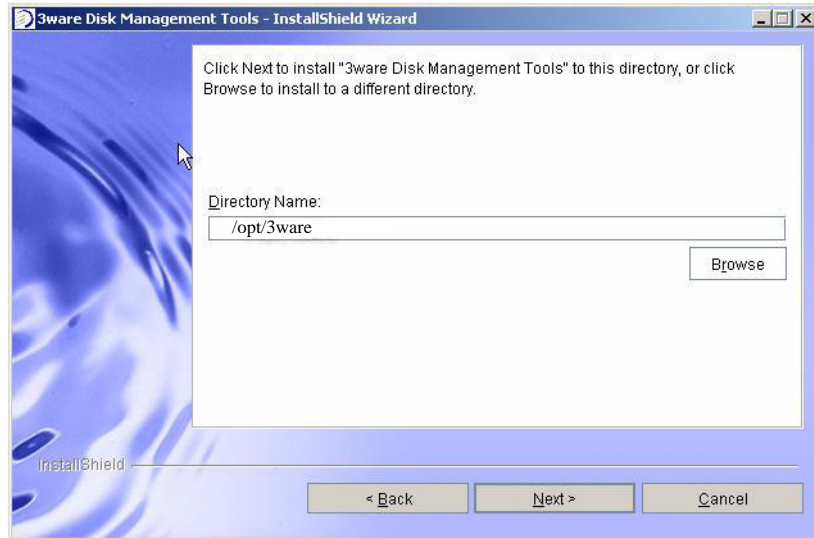 3ware Disk Management Tools - InstallShield Wizard
Click Next to install "3ware Disk Management Tools" to this directory, or click
Browse to install to a different directory.
Directory Name:
/opt/3ware
Browse
InstallShield
< Back
Next >
Cancel